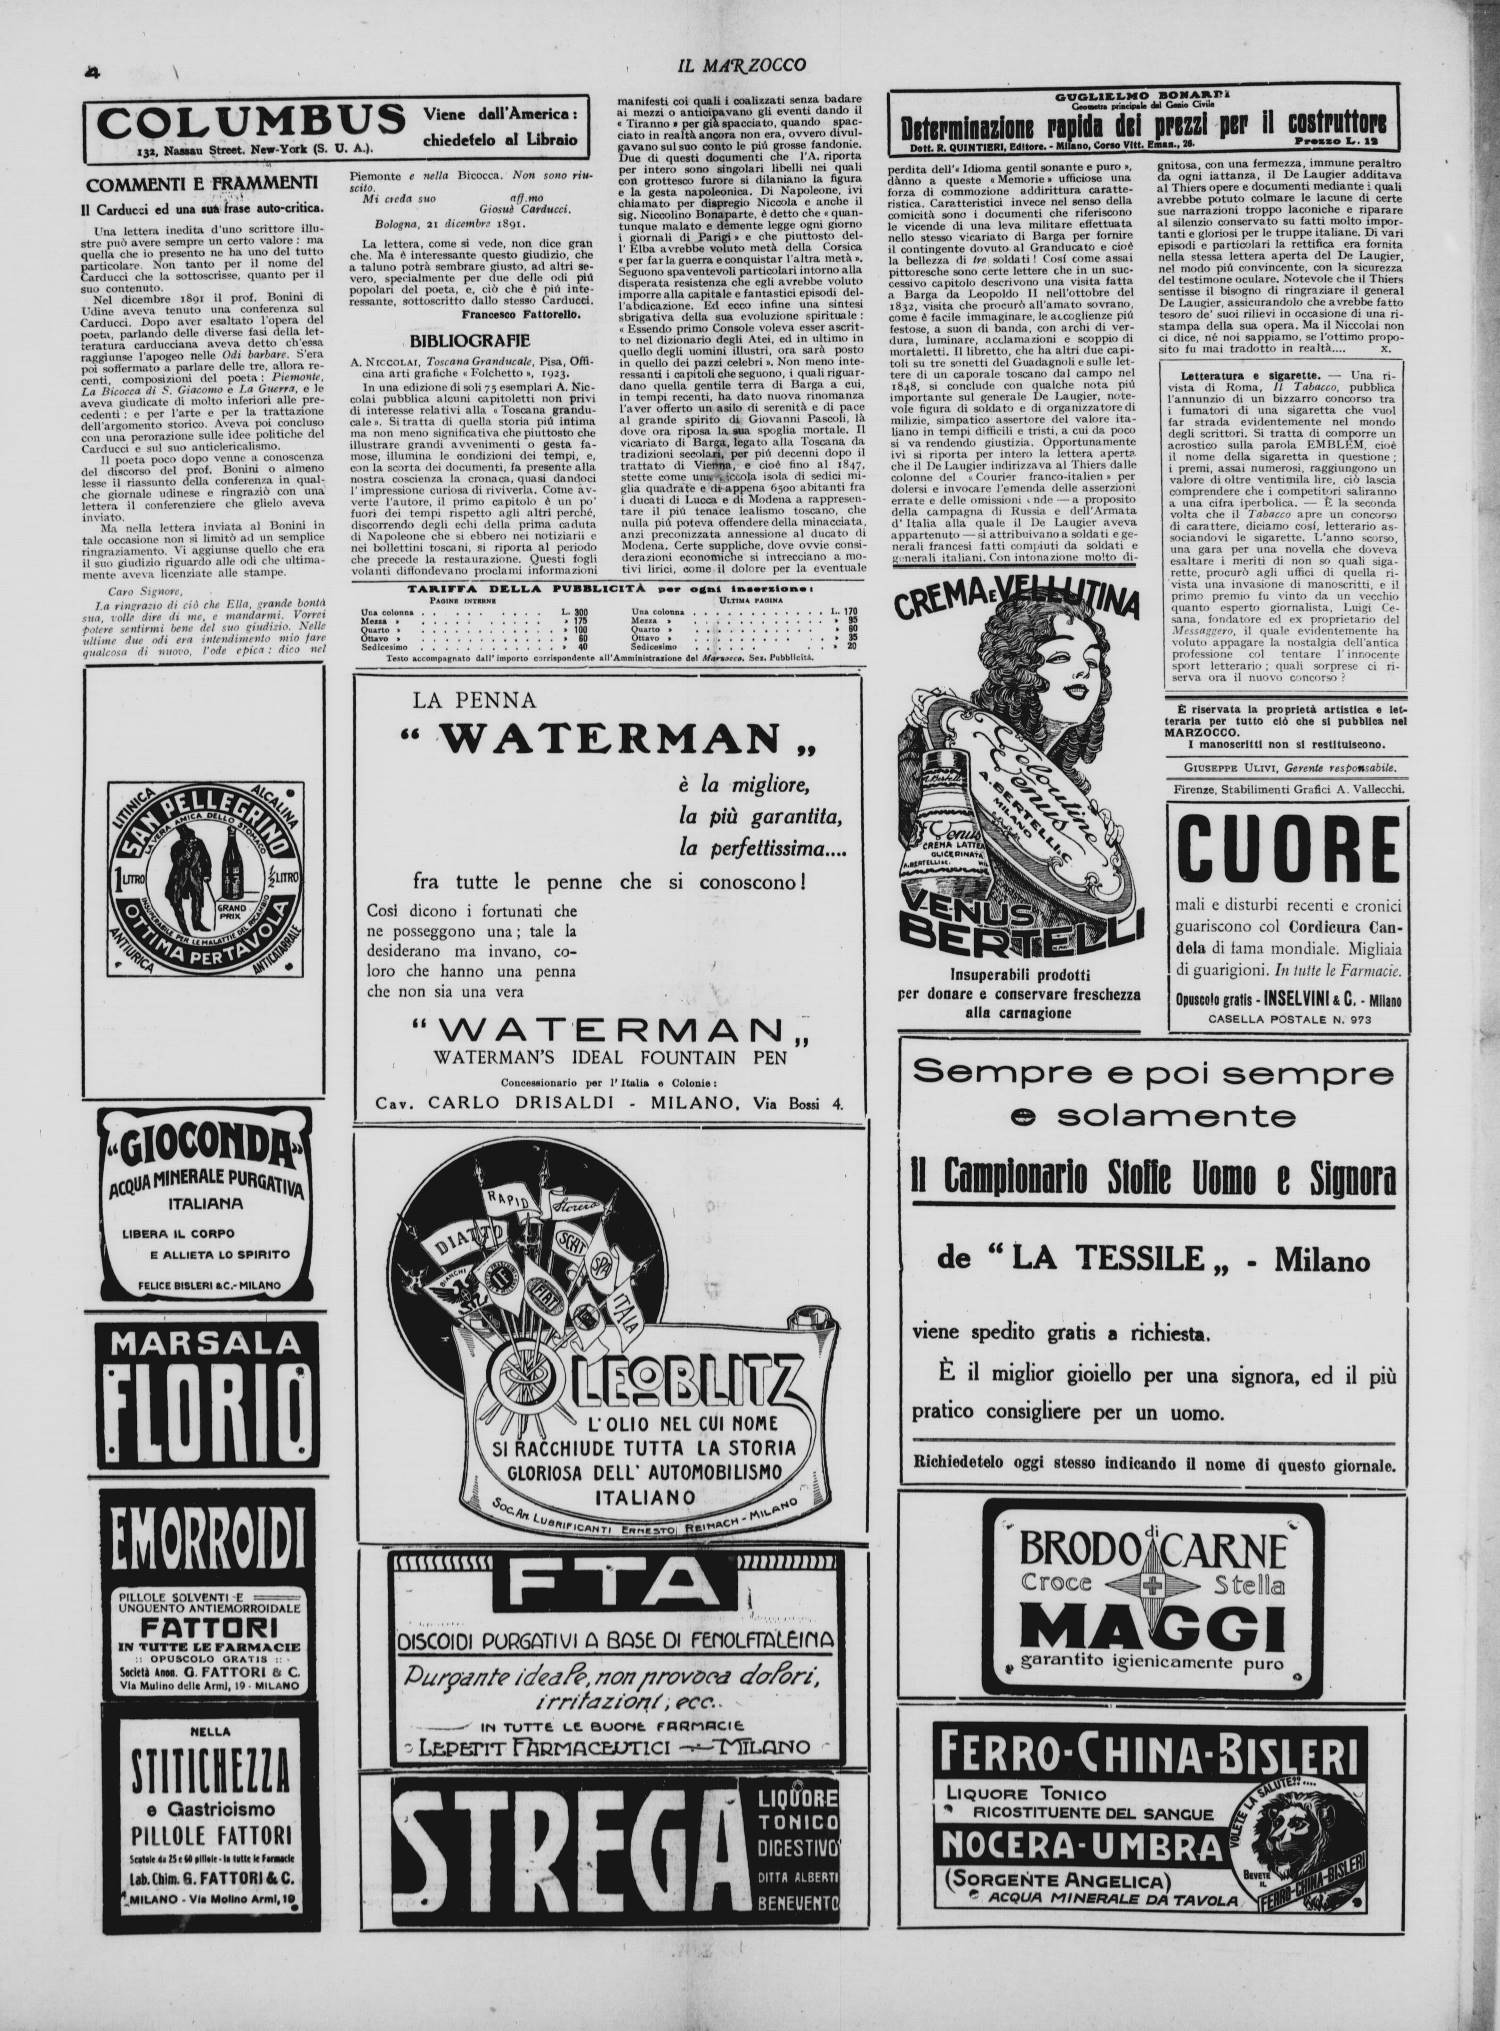 4
IL MARZOCCO
COLUMBUS
132, Nassau Street. New-York (S. U. A.).
Viene dall'America :
chiedetelo al Libraio
COMMENTI E FRAMMENTI
Il Carducci ed una sua frase auto-critica.
Una lettera inedita d'uno scrittore illu-
stre può avere sempre un certo valore : ma
quella che io presento ne ha uno del tutto
particolare. Non tanto per il nome del
Carducci che la sottoscrisse, quanto per il
suo contenuto.
Nel dicembre 1891 il prof. Bonini di
Udine aveva tenuto una conferenza sul
Carducci. Dopo aver esaltato l'opera del
poeta, parlando delle diverse fasi della let-
teratura carducciana aveva detto ch'essa
raggiunse l'apogeo nelle Odi barbare. S'era
poi soffermato a parlare delle tre, allora re-
centi, composizioni del poeta : Piemonte,
La Bicocca di S. Giacomo e La Guerra, e le
aveva giudicate di molto inferiori alle pre-
cedenti : e per l'arte e per la trattazione
dell'argomento storico. Aveva poi concluso
con una perorazione sulle idee politiche del
Carducci e sul suo anticlericalismo.
Il poeta poco dopo venne a conoscenza
del discorso del prof. Bonini o almeno
lesse il riassunto della conferenza in qual-
che giornale udinese e ringraziò con una
lettera il conferenziere che glielo aveva
inviato.
Ma nella lettera inviata al Bonini in
tale occasione non si limitò ad un semplice
ringraziamento. Vi aggiunse quello che era
il suo giudizio riguardo alle odi che ultima-
mente aveva licenziate alle stampe.
Caro Signore,
La ringrazio di ciò che Ella, grande bontà
sua, volle dire di me, e mandarmi. Vorrei
potere sentirmi bene del suo giudizio. Nelle
ultime due odi era intendimento mio fare
qualcosa di nuovo, l'ode epica : dico nel
Piemonte e nella Bicocca. Non sono riu-
scito.
Mi creda suo aff.mo
Giosuè Carducci.
Bologna, 21 dicembre 1891.
La lettera, come si vede, non dice gran
che. Ma è interessante questo giudizio, che
a taluno potrà sembrare giusto, ad altri se-
vero, specialmente per una delle odi più
popolari del poeta, e, ciò che è più inte-
ressante, sottoscritto dallo stesso Carducci.
Francesco Fattorello.
BIBLIOGRAFIE
A. NICCOLAI, Toscana Granducale, Pisa, Offi-
cina arti grafiche « Folchetto », 1923.
In una edizione di soli 75 esemplari A. Nic-
colai pubblica alcuni capitoletti non privi
di interesse relativi alla « Toscana grandu-
cale ». Si tratta di quella storia più intima
ma non meno significativa che piuttosto che
illustrare grandi avvenimenti o gesta fa-
mose, illumina le condizioni dei tempi, e,
con la scorta dei documenti, fa presente alla
nostra coscienza la cronaca, quasi dandoci
l'impressione curiosa di riviverla. Come av-
verte l'autore, il primo capitolo è un po'
fuori dei tempi rispetto agli altri perché,
discorrendo degli echi della prima caduta
di Napoleone che si ebbero nei notiziarii e
nei bollettini toscani, si riporta al periodo
che precede la restaurazione. Questi fogli
volanti diffondevano proclami informazioni
manifesti coi quali i coalizzati senza badare
ai mezzi o anticipavano gli eventi dando il
« Tiranno » per già spacciato, quando spac-
ciato in realtà ancora non era, ovvero divul-
gavano sul suo conto le più grosse fandonie.
Due di questi documenti che l'A. riporta
per intero sono singolari libelli nei quali
con grottesco furore si dilaniano la figura
e la gesta napoleonica. Di Napoleone, ivi
chiamato per dispregio Niccola e anche il
sig. Niccolino Bonaparte, è detto che « quan-
tunque malato e demente legge ogni giorno
i giornali di Parigi » e che piuttosto del-
l'Elba avrebbe voluto metà della Corsica
« per far la guerra e conquistar l'altra metà ».
Seguono spaventevoli particolari intorno alla
disperata resistenza che egli avrebbe voluto
imporre alla capitale e fantastici episodi del-
l'abdicazione. Ed ecco infine una sintesi
sbrigativa della sua evoluzione spirituale :
« Essendo primo Console voleva esser ascrit-
to nel dizionario degli Atei, ed in ultimo in
quello degli uomini illustri, ora sarà posto
in quello dei pazzi celebri ». Non meno inte-
ressanti i capitoli che seguono, i quali riguar-
dano quella gentile terra di Barga a cui,
in tempi recenti, ha dato nuova rinomanza
l'aver offerto un asilo di serenità e di pace
al grande spirito di Giovanni Pascoli, là
dove ora riposa la sua spoglia mortale. Il
vicariato di Barga, legato alla Toscana da
tradizioni secolari, per più decenni dopo il
trattato di Vienna, e cioè fino al 1847,
stette come una piccola isola di sedici mi-
glia quadrate e di appena 6500 abitanti fra
i ducati di Lucca e di Modena a rappresen-
tare il più tenace lealismo toscano, che
nulla più poteva offendere della minacciata,
anzi preconizzata annessione al ducato di
Modena. Certe suppliche, dove ovvie consi-
derazioni economiche si intrecciano a mo-
tivi lirici, come il dolore per la eventuale
GUGLIELMO BONARDI
Geometra principale del Genio Civile
Determinazione rapida dei prezzi per il costruttore
Dott. R. QUINTIERI, Editore. - Milano, Corso Vitt. Eman., 26. Prezzo L. 12
perdita dell'« Idioma gentil sonante e puro »,
dànno a queste « Memorie » ufficiose una
forza di commozione addirittura caratte-
ristica. Caratteristici invece nel senso della
comicità sono i documenti che riferiscono
le vicende di una leva militare effettuata
nello stesso vicariato di Barga per fornire
il contingente dovuto al Granducato e cioè
la bellezza di tre soldati ! Così come assai
pittoresche sono certe lettere che in un suc-
cessivo capitolo descrivono una visita fatta
a Barga da Leopoldo II nell'ottobre del
1832, visita che procurò all'amato sovrano,
come è facile immaginare, le accoglienze più
festose, a suon di banda, con archi di ver-
dura, luminare, acclamazioni e scoppio di
mortaletti. Il libretto, che ha altri due capi-
toli su tre sonetti del Guadagnoli e sulle let-
tere di un caporale toscano dal campo nel
1848, si conclude con qualche nota più
importante sul generale De Laugier, note-
vole figura di soldato e di organizzatore di
milizie, simpatico assertore del valore ita-
liano in tempi difficili e tristi, a cui da poco
si va rendendo giustizia. Opportunamente
ivi si riporta per intero la lettera aperta
che il De Laugier indirizzava al Thiers dalle
colonne del « Courier franco-italien » per
dolersi e invocare l'emenda delle asserzioni
errate e delle omissioni onde — a proposito
della campagna di Russia e dell'Armata
d'Italia alla quale il De Laugier aveva
appartenuto — si attribuivano a soldati e ge-
nerali francesi fatti compiuti da soldati e
generali italiani. Con intonazione molto di-
gnitosa, con una fermezza, immune peraltro
da ogni iattanza, il De Laugier additava
al Thiers opere e documenti mediante i quali
avrebbe potuto colmare le lacune di certe
sue narrazioni troppo laconiche e riparare
al silenzio conservato su fatti molto impor-
tanti e gloriosi per le truppe italiane. Di vari
episodi e particolari la rettifica era fornita
nella stessa lettera aperta del De Laugier,
nel modo più convincente, con la sicurezza
del testimone oculare. Notevole che il Thiers
sentisse il bisogno di ringraziare il general
De Laugier, assicurandolo che avrebbe fatto
tesoro de' suoi rilievi in occasione di una ri-
stampa della sua opera. Ma il Niccolai non
ci dice, né noi sappiamo, se l'ottimo propo-
sito fu mai tradotto in realtà.... x.
Letteratura e sigarette. — Una ri-
vista di Roma, Il Tabacco, pubblica
l'annunzio di un bizzarro concorso tra
i fumatori di una sigaretta che vuol
far strada evidentemente nel mondo
degli scrittori. Si tratta di comporre un
acrostico sulla parola EMBLEM, cioè
il nome della sigaretta in questione ;
i premi, assai numerosi, raggiungono un
valore di oltre ventimila lire, ciò lascia
comprendere che i competitori saliranno
a una cifra iperbolica. — È la seconda
volta che il Tabacco apre un concorso
di carattere, diciamo così, letterario as-
sociandovi le sigarette. L'anno scorso,
una gara per una novella che doveva
esaltare i meriti di non so quali siga-
rette, procurò agli uffici di quella ri-
vista una invasione di manoscritti, e il
primo premio fu vinto da un vecchio
quanto esperto giornalista, Luigi Ce-
sana, fondatore ed ex proprietario del
Messaggero, il quale evidentemente ha
voluto appagare la nostalgia dell'antica
professione col tentare l'innocente
sport letterario ; quali sorprese ci ri-
serva ora il nuovo concorso ?
È riservata la proprietà artistica e let-
teraria per tutto ciò che si pubblica nel
MARZOCCO.
I manoscritti non si restituiscono.
GIUSEPPE ULIVI, Gerente responsabile.
Firenze, Stabilimenti Grafici A. Vallecchi.
TARIFFA DELLA PUBBLICITÀ per ogni inserzione :
PAGINE INTERNE
Una colonna . . . L. 300
Mezza » . . . » 175
Quarto » . . . » 100
Ottavo » . . . » 60
Sedicesimo . . . » 40
ULTIMA PAGINA
Una colonna . . . L. 170
Mezza » . . . » 95
Quarto » . . . » 60
Ottavo » . . . » 35
Sedicesimo . . . » 20
Testo accompagnato dall'importo corrispondente all'Amministrazione del Marzocco. Sez. Pubblicità.
LITINICA
ALCALINA
SAN PELLEGRINO
LA VERA AMICA DELLO STOMACO
1 LITRO
½ LITRO
GRAND
PRIX
INSUPERABILE PER LE MALATTIE DEL RICAMBIO
OTTIMA PER TAVOLA
ANTIURICA
ANTICATARRALE
"GIOCONDA"
ACQUA MINERALE PURGATIVA
ITALIANA
LIBERA IL CORPO
E ALLIETA LO SPIRITO
FELICE BISLERI & C. - MILANO
MARSALA
FLORIO
EMORROIDI
PILLOLE SOLVENTI E
UNGUENTO ANTIEMORROIDALE
FATTORI
IN TUTTE LE FARMACIE
:: OPUSCOLO GRATIS ::
Società Anon. G. FATTORI & C.
Via Mulino delle Armi, 19 - MILANO
NELLA
STITICHEZZA
e Gastricismo
PILLOLE FATTORI
Scatole da 25 e 60 pillole - In tutte le Farmacie
Lab. Chim. G. FATTORI & C.
MILANO - Via Molino Armi, 19
LA PENNA
“ WATERMAN „
è la migliore,
la più garantita,
la perfettissima....
fra tutte le penne che si conoscono !
Così dicono i fortunati che
ne posseggono una ; tale la
desiderano ma invano, co-
loro che hanno una penna
che non sia una vera
“ WATERMAN „
WATERMAN'S IDEAL FOUNTAIN PEN
Concessionario per l'Italia e Colonie :
Cav. CARLO DRISALDI - MILANO, Via Bossi 4.
RAPID
Florero
DIATTO
SCAT
SPA
BIANCHI
IF
FIAT
ITALA
LEOBLITZ
L'OLIO NEL CUI NOME
SI RACCHIUDE TUTTA LA STORIA
GLORIOSA DELL'AUTOMOBILISMO
ITALIANO
SOC. AN. LUBRIFICANTI ERNESTO REINACH - MILANO
FTA
DISCOIDI PURGATIVI A BASE DI FENOLFTALEINA
Purgante ideale, non provoca dolori,
irritazioni, ecc.
IN TUTTE LE BUONE FARMACIE
LEPETIT FARMACEUTICI — MILANO
STREGA
LIQUORE
TONICO
DIGESTIVO
DITTA ALBERTI
BENEVENTO
CREMA E VELLUTINA
Veloutine
Venus
A. BERTELLI & C
MILANO
A. Bertelli
Venus
CREMA LATTEA
GLICERINATA
A. BERTELLI & C. MIL.
VENUS
BERTELLI
Insuperabili prodotti
per donare e conservare freschezza
alla carnagione
CUORE
mali e disturbi recenti e cronici
guariscono col Cordicura Can-
dela di fama mondiale. Migliaia
di guarigioni. In tutte le Farmacie.
Opuscolo gratis - INSELVINI & C. - Milano
CASELLA POSTALE N. 973
Sempre e poi sempre
e solamente
Il Campionario Stoffe Uomo e Signora
de “ LA TESSILE „ - Milano
viene spedito gratis a richiesta.
È il miglior gioiello per una signora, ed il più
pratico consigliere per un uomo.
Richiedetelo oggi stesso indicando il nome di questo giornale.
BRODO di CARNE
Croce Stella
MAGGI
garantito igienicamente puro
FERRO-CHINA-BISLERI
LIQUORE TONICO
RICOSTITUENTE DEL SANGUE
NOCERA-UMBRA
(SORGENTE ANGELICA)
ACQUA MINERALE DA TAVOLA
VOLETE LA SALUTE??....
BEVETE
IL
FERRO-CHINA-BISLERI